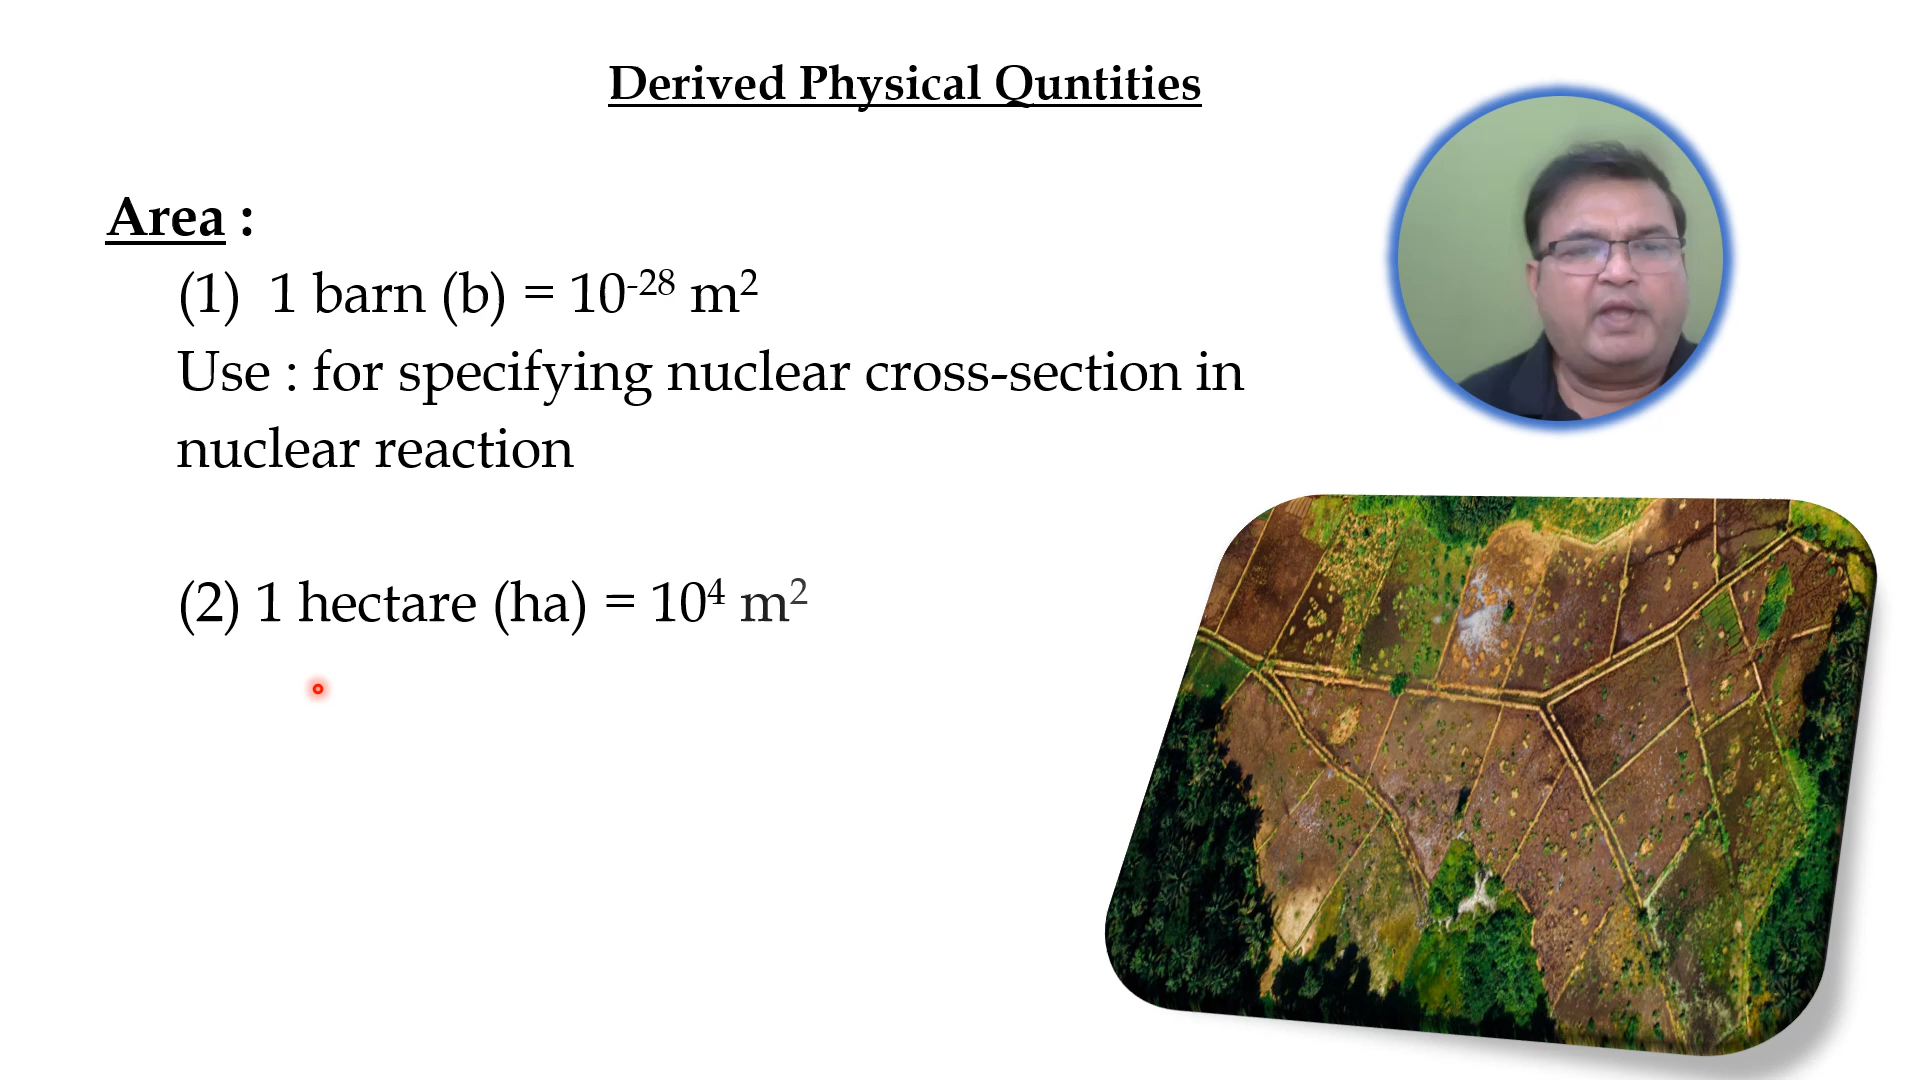 Derived Physical Quntities
Area :
(1) 1 barn (b) = 10⁻²⁸ m²
Use : for specifying nuclear cross-section in
nuclear reaction
(2) 1 hectare (ha) = 10⁴ m²